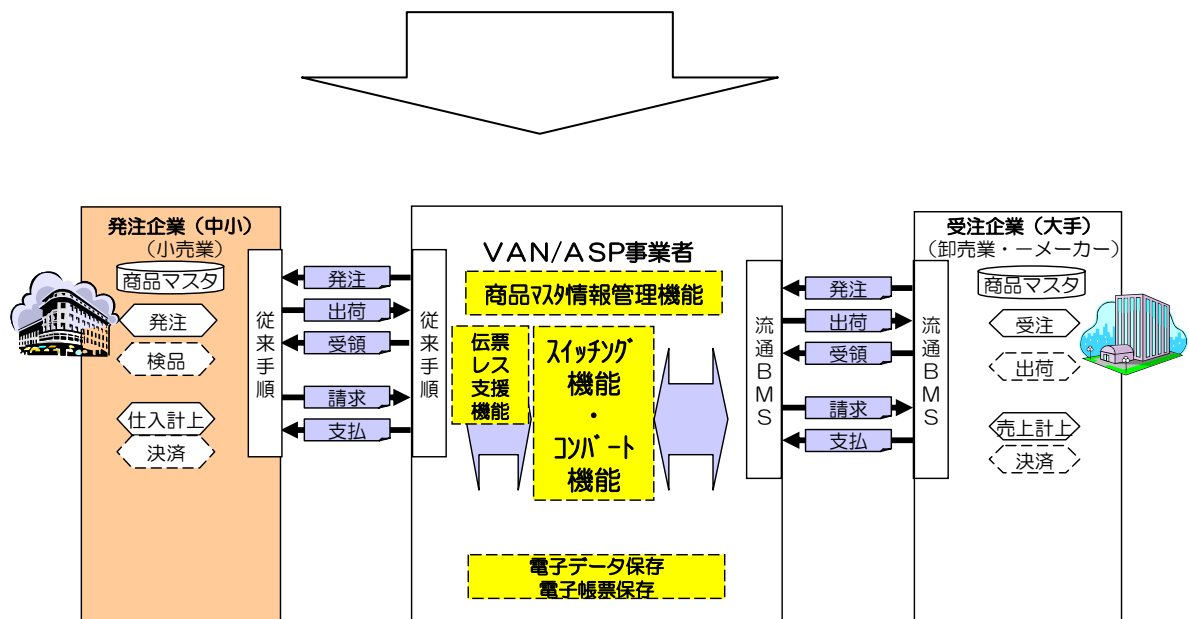 発注企業（中小）
（小売業）
商品マスタ
発注
検品
仕入計上
決済
従来手順
発注
出荷
受領
請求
支払
従来手順
ＶＡＮ/ＡＳＰ事業者
商品ﾏｽﾀ情報管理機能
伝票
レス
支援
機能
ｽｲｯﾁﾝｸﾞ
機能
・
ｺﾝﾊﾞｰﾄ
機能
電子データ保存
電子帳票保存
流通ＢＭＳ
発注
出荷
受領
請求
支払
流通ＢＭＳ
受注企業（大手）
（卸売業・ーメーカー）
商品マスタ
受注
出荷
売上計上
決済